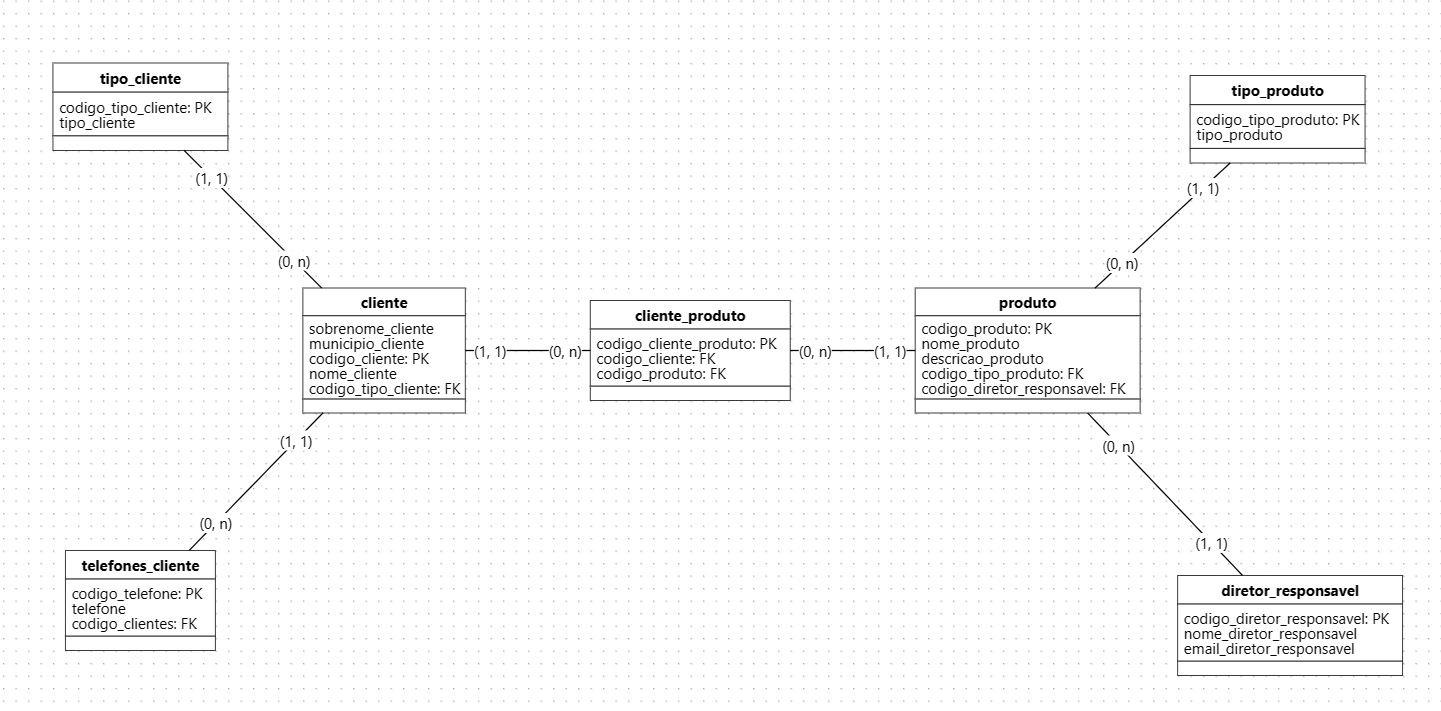 tipo_cliente
codigo_tipo_cliente: PK
tipo_cliente
(1, 1)
(0, n)
tipo_produto
codigo_tipo_produto: PK
tipo_produto
(1, 1)
(0, n)
cliente
sobrenome_cliente
municipio_cliente
codigo_cliente: PK
nome_cliente
codigo_tipo_cliente: FK
(1, 1)
(0, n)
cliente_produto
codigo_cliente_produto: PK
codigo_cliente: FK
codigo_produto: FK
(0, n)
(1, 1)
produto
codigo_produto: PK
nome_produto
descricao_produto
codigo_tipo_produto: FK
codigo_diretor_responsavel: FK
(1, 1)
(0, n)
telefones_cliente
codigo_telefone: PK
telefone
codigo_clientes: FK
(0, n)
(1, 1)
diretor_responsavel
codigo_diretor_responsavel: PK
nome_diretor_responsavel
email_diretor_responsavel